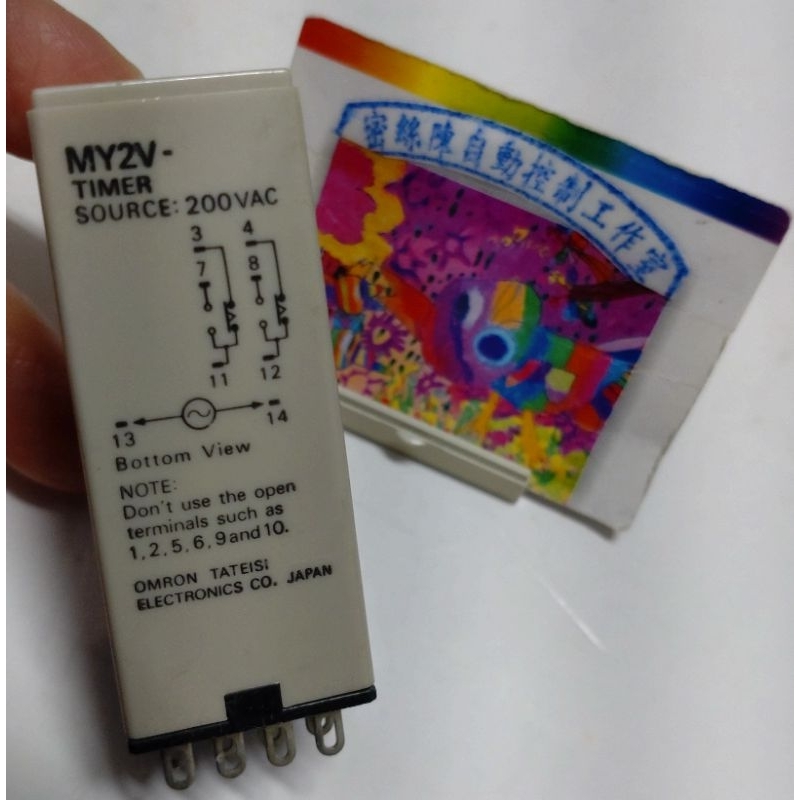 MY2V-
TIMER
SOURCE: 200VAC
3 4
7 8
11 12
13 14
Bottom View
NOTE:
Don't use the open
terminals such as
1, 2, 5, 6, 9 and 10.
OMRON TATEISI
ELECTRONICS CO. JAPAN
密線陳自動控制工作室